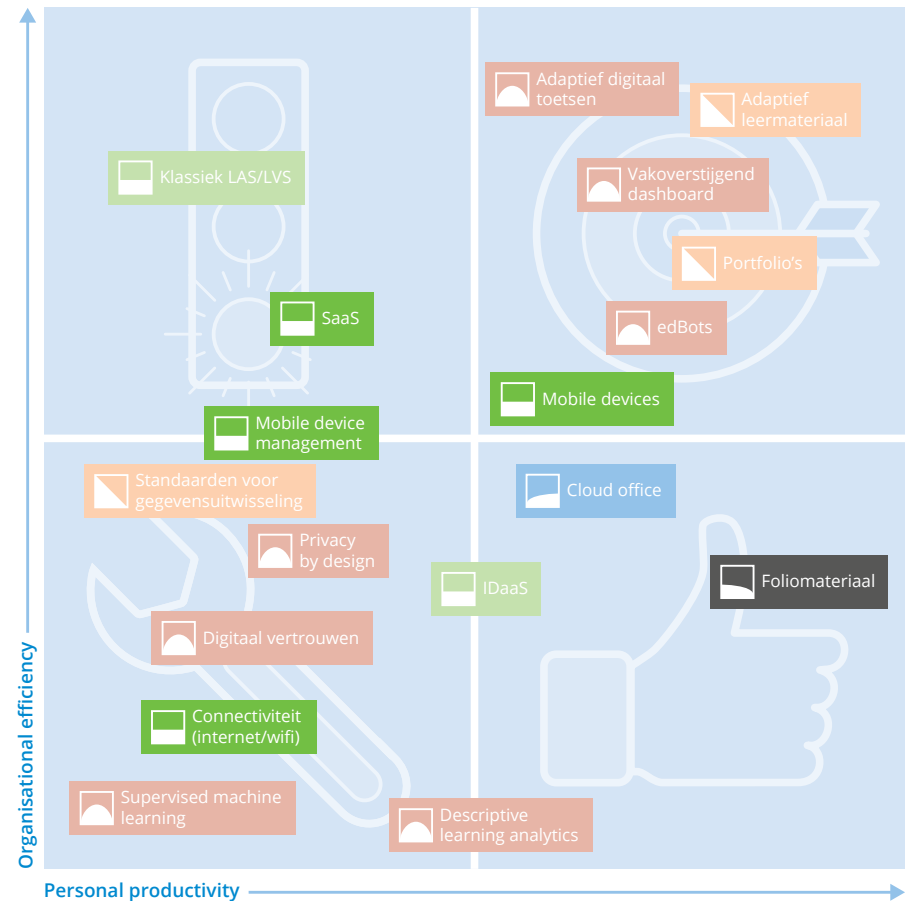 Adaptief digitaal
toetsen
Adaptief
leermateriaal
Klassiek LAS/LVS
Vakoverstijgend
dashboard
Portfolio's
SaaS
edBots
Mobile devices
Mobile device
management
Standaarden voor
gegevensuitwisseling
Cloud office
Privacy
by design
IDaaS
Foliomateriaal
Digitaal vertrouwen
Connectiviteit
(internet/wifi)
Supervised machine
learning
Descriptive
learning analytics
Organisational efficiency
Personal productivity